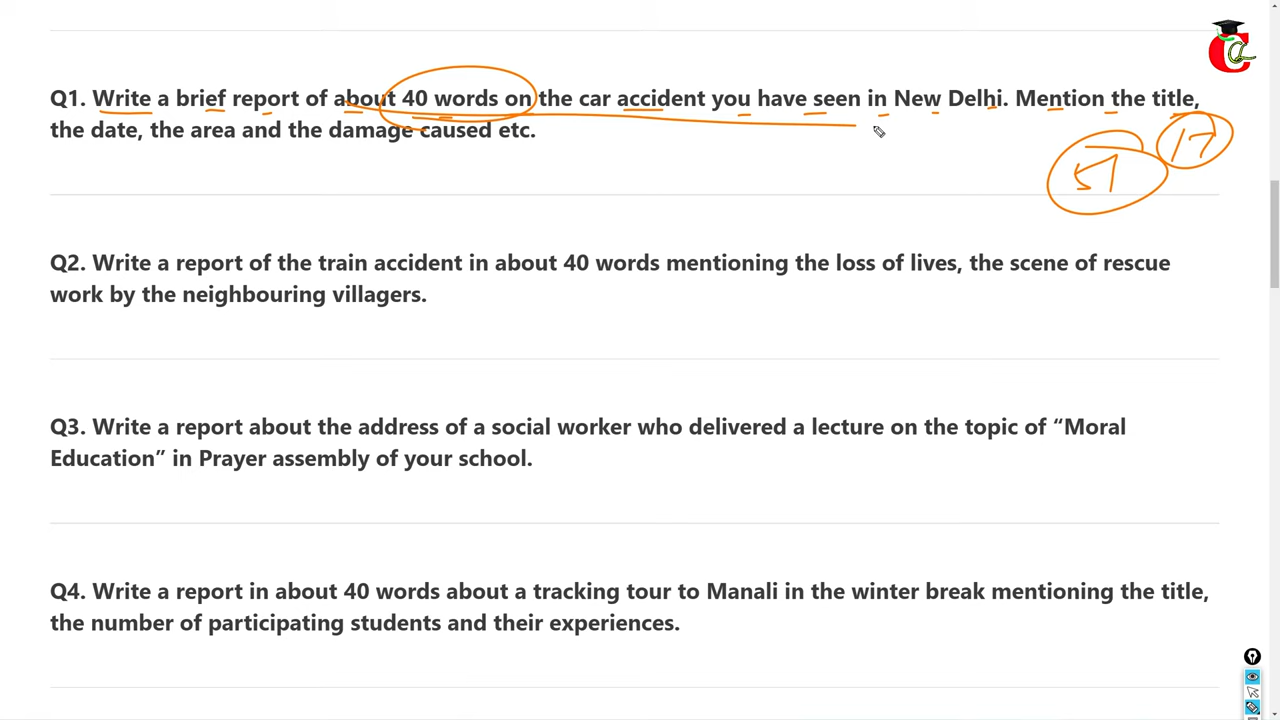 Q1. Write a brief report of about 40 words on the car accident you have seen in New Delhi. Mention the title,
the date, the area and the damage caused etc.
57
17
Q2. Write a report of the train accident in about 40 words mentioning the loss of lives, the scene of rescue
work by the neighbouring villagers.
Q3. Write a report about the address of a social worker who delivered a lecture on the topic of “Moral
Education” in Prayer assembly of your school.
Q4. Write a report in about 40 words about a tracking tour to Manali in the winter break mentioning the title,
the number of participating students and their experiences.